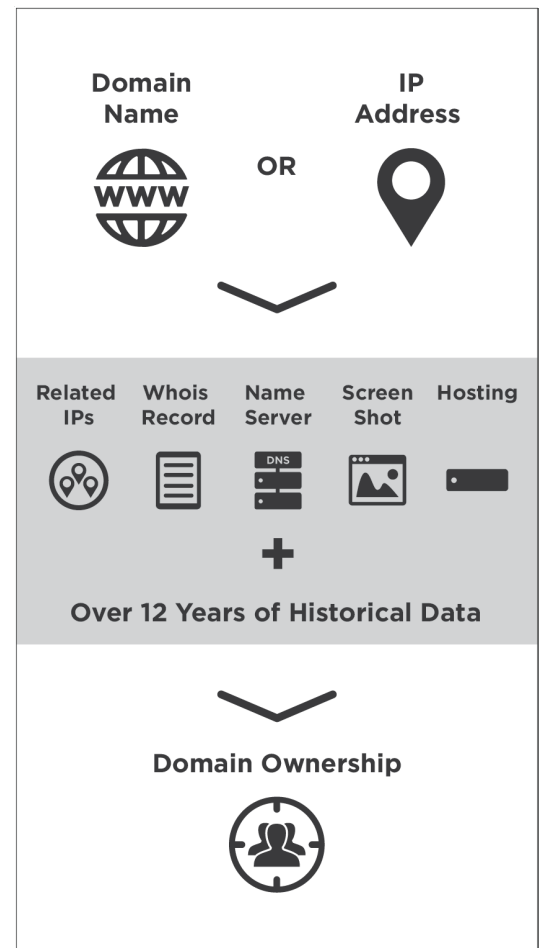 Domain
Name
IP
Address
OR
WWW
Related
IPs
Whois
Record
Name
Server
Screen
Shot
Hosting
DNS
+
Over 12 Years of Historical Data
Domain Ownership